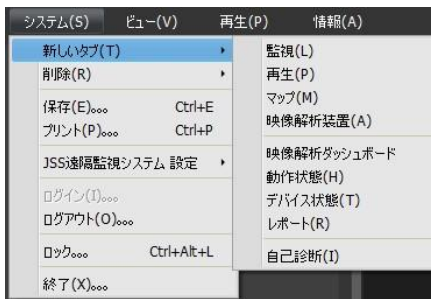 システム(S) ビュー(V) 再生(P) 情報(A)
新しいタブ(T)
削除(R)
保存(E)... Ctrl+E
プリント(P)... Ctrl+P
JSS遠隔監視システム 設定
ログイン(I)...
ログアウト(O)...
ロック... Ctrl+Alt+L
終了(X)...
監視(L)
再生(P)
マップ(M)
映像解析装置(A)
映像解析ダッシュボード
動作状態(H)
デバイス状態(T)
レポート(R)
自己診断(I)